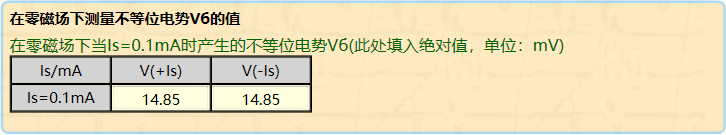 在零磁场下测量不等位电势V6的值
在零磁场下当Is=0.1mA时产生的不等位电势V6(此处填入绝对值，单位：mV)
Is/mA V(+Is) V(-Is)
Is=0.1mA 14.85 14.85